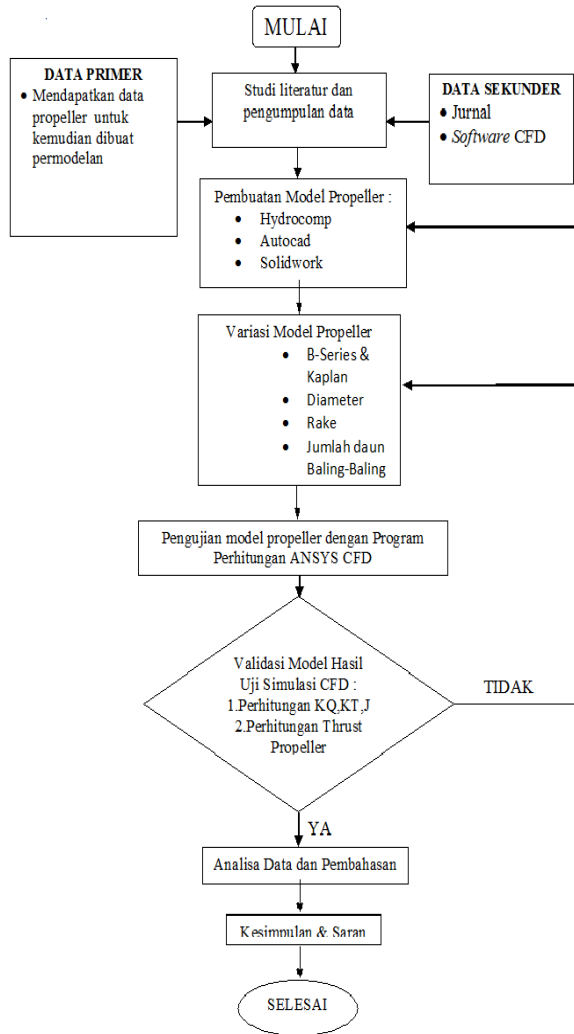 MULAI
DATA PRIMER
• Mendapatkan data
propeller untuk
kemudian dibuat
permodelan
Studi literatur dan
pengumpulan data
DATA SEKUNDER
• Jurnal
• Software CFD
Pembuatan Model Propeller :
• Hydrocomp
• Autocad
• Solidwork
Variasi Model Propeller
• B-Series &
Kaplan
• Diameter
• Rake
• Jumlah daun
Baling-Baling
Pengujian model propeller dengan Program
Perhitungan ANSYS CFD
Validasi Model Hasil
Uji Simulasi CFD :
1.Perhitungan KQ,KT,J
2.Perhitungan Thrust
Propeller
TIDAK
YA
Analisa Data dan Pembahasan
Kesimpulan & Saran
SELESAI